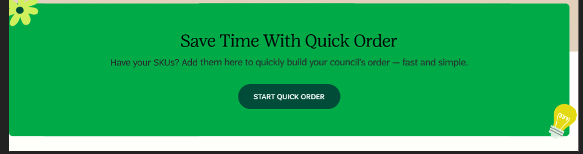 Save Time With Quick Order
Have your SKUs? Add them here to quickly build your council's order — fast and simple.
START QUICK ORDER